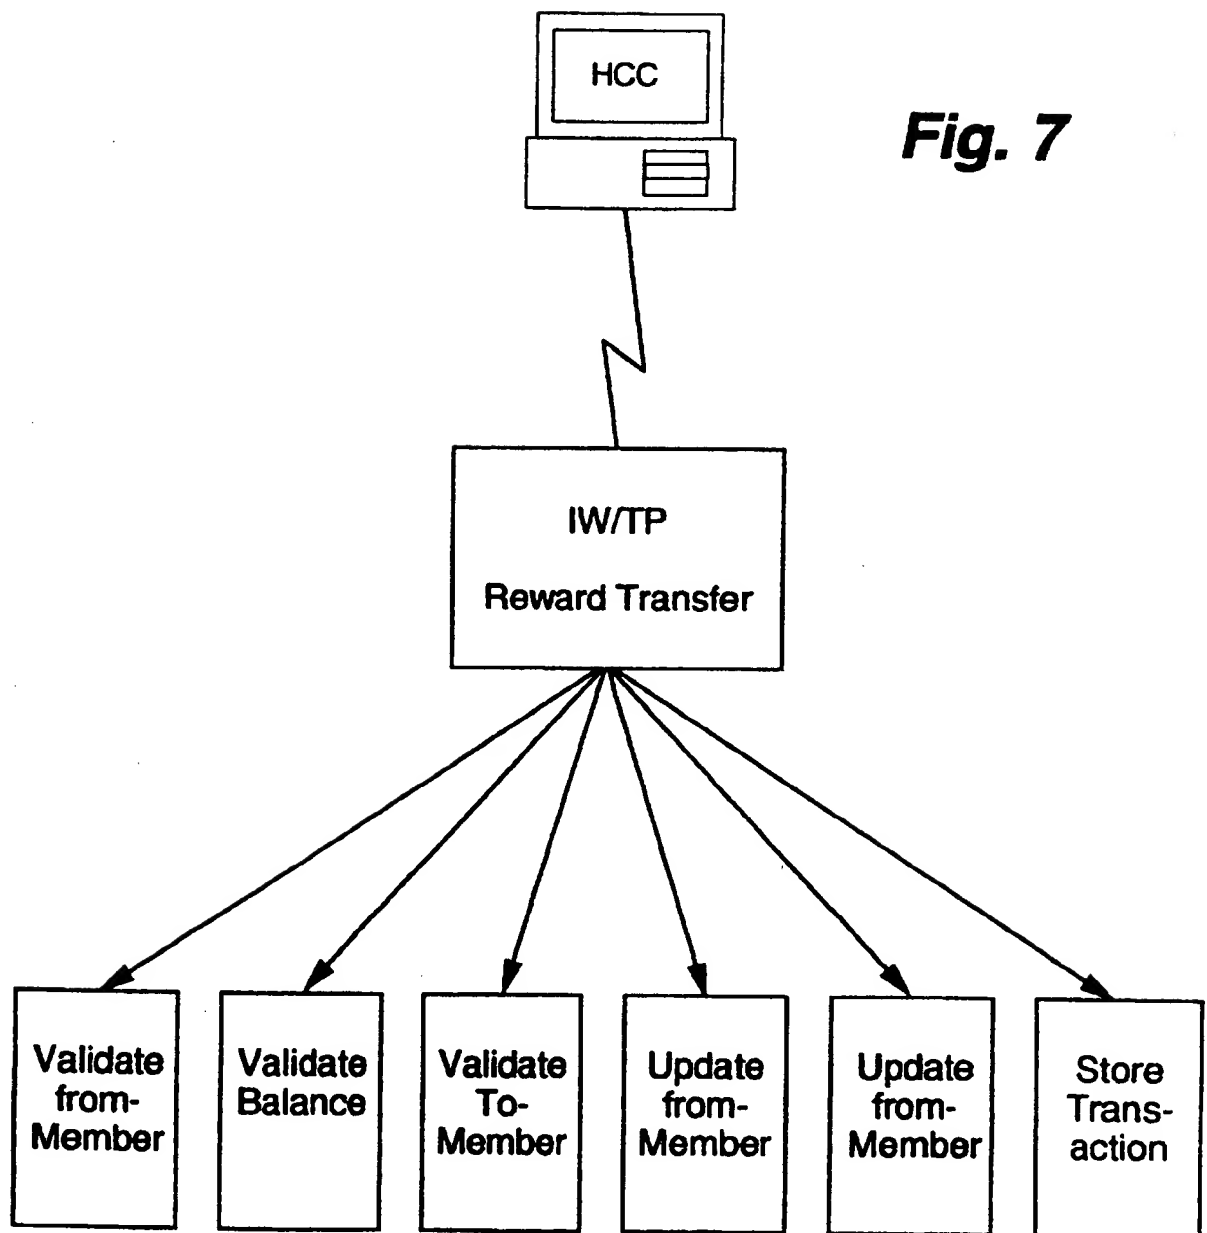 HCC
Fig. 7
IW/TP
Reward Transfer
Validate
from-
Member
Validate
Balance
Validate
To-
Member
Update
from-
Member
Update
from-
Member
Store
Trans-
action